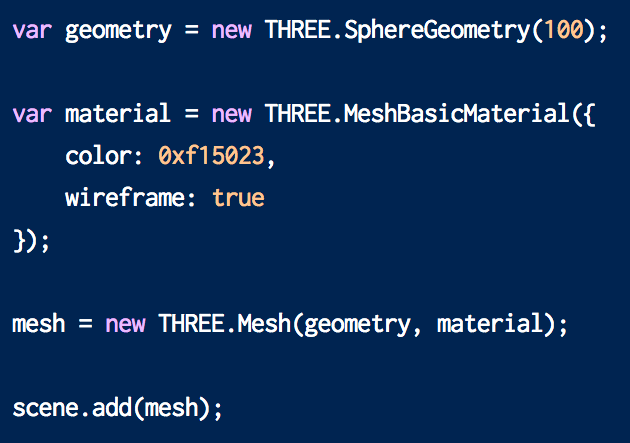 var geometry = new THREE.SphereGeometry(100);
var material = new THREE.MeshBasicMaterial({
    color: 0xf15023,
    wireframe: true
});
mesh = new THREE.Mesh(geometry, material);
scene.add(mesh);